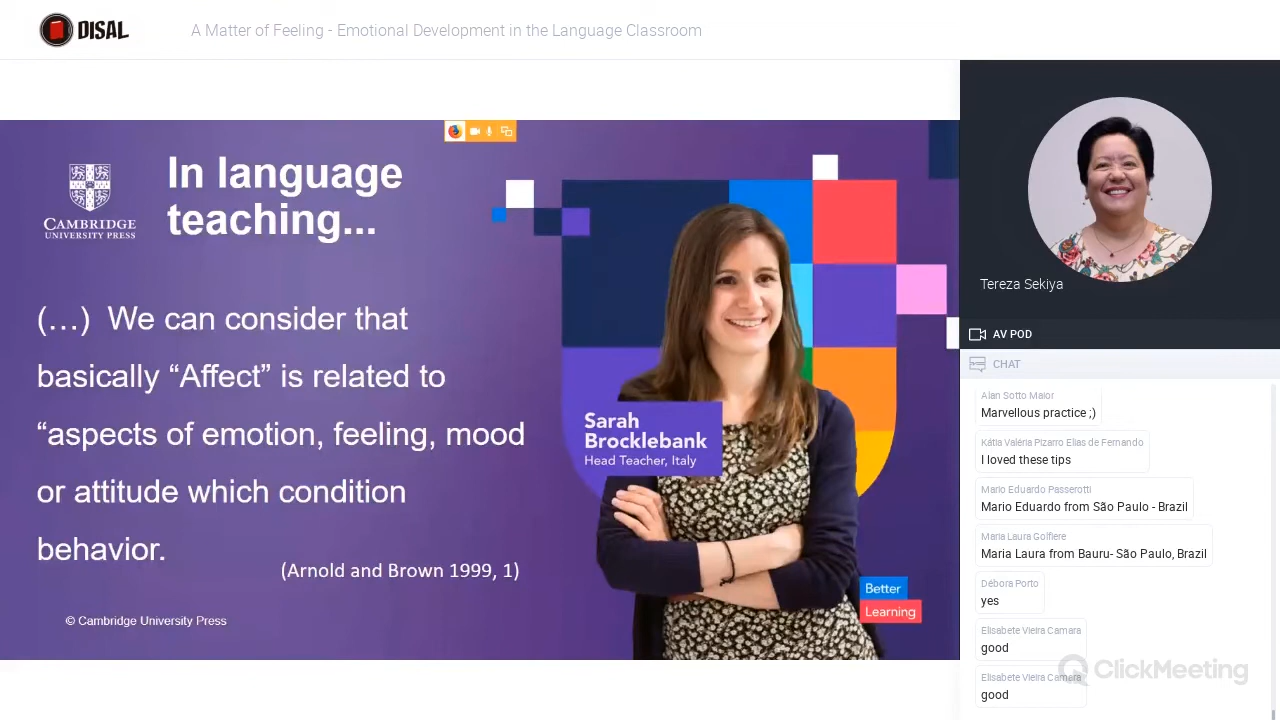 DISAL
A Matter of Feeling - Emotional Development in the Language Classroom
CAMBRIDGE
UNIVERSITY PRESS
In language
teaching...
(…) We can consider that
basically “Affect” is related to
“aspects of emotion, feeling, mood
or attitude which condition
behavior.
(Arnold and Brown 1999, 1)
© Cambridge University Press
Sarah
Brocklebank
Head Teacher, Italy
Better
Learning
Tereza Sekiya
AV POD
CHAT
Alan Sotto Maior
Marvellous practice ;)
Kátia Valéria Pizarro Elias de Fernando
I loved these tips
Mario Eduardo Passerotti
Mario Eduardo from São Paulo - Brazil
Maria Laura Golfiere
Maria Laura from Bauru- São Paulo, Brazil
Débora Porto
yes
Elisabete Vieira Camara
good
Elisabete Vieira Camara
good
ClickMeeting